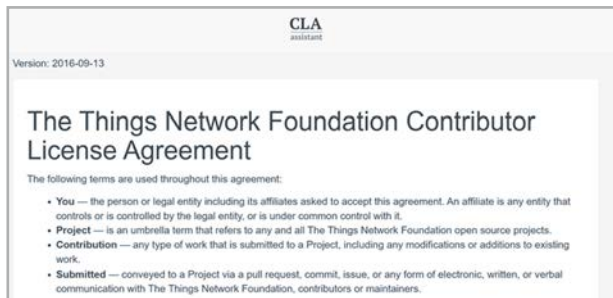 CLA
assistant
Version: 2016-09-13
The Things Network Foundation Contributor
License Agreement
The following terms are used throughout this agreement:
• You — the person or legal entity including its affiliates asked to accept this agreement. An affiliate is any entity that
controls or is controlled by the legal entity, or is under common control with it.
• Project — is an umbrella term that refers to any and all The Things Network Foundation open source projects.
• Contribution — any type of work that is submitted to a Project, including any modifications or additions to existing
work.
• Submitted — conveyed to a Project via a pull request, commit, issue, or any form of electronic, written, or verbal
communication with The Things Network Foundation, contributors or maintainers.